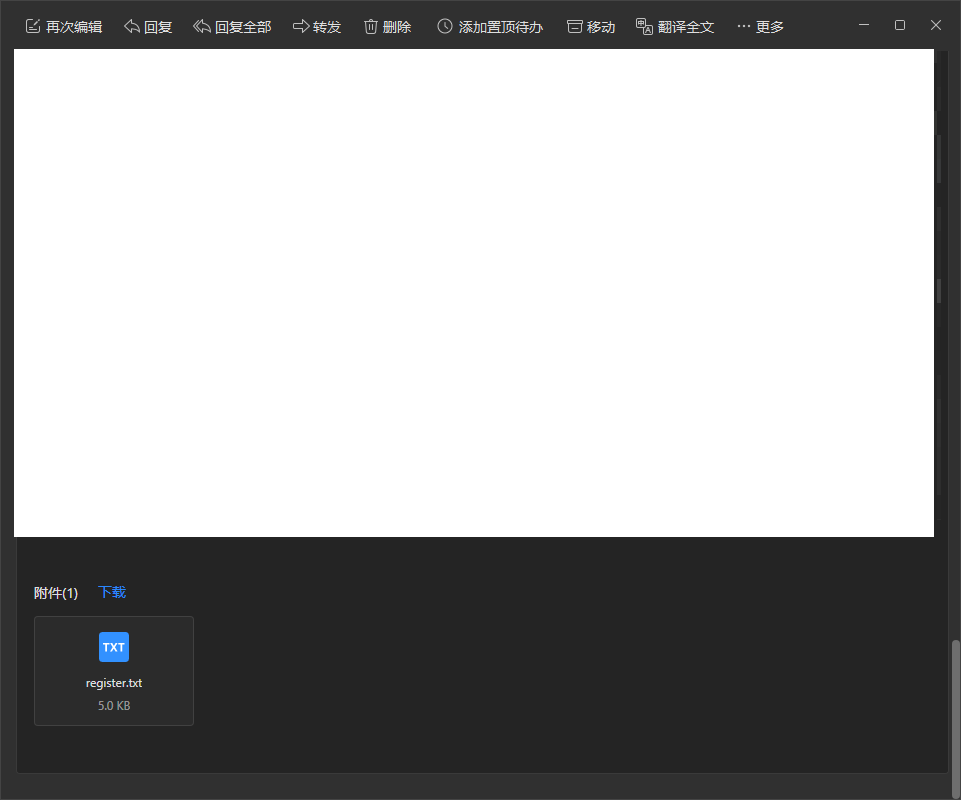 再次编辑 回复 回复全部 转发 删除 添加置顶待办 移动 翻译全文 更多
附件(1) 下载
TXT
register.txt
5.0 KB